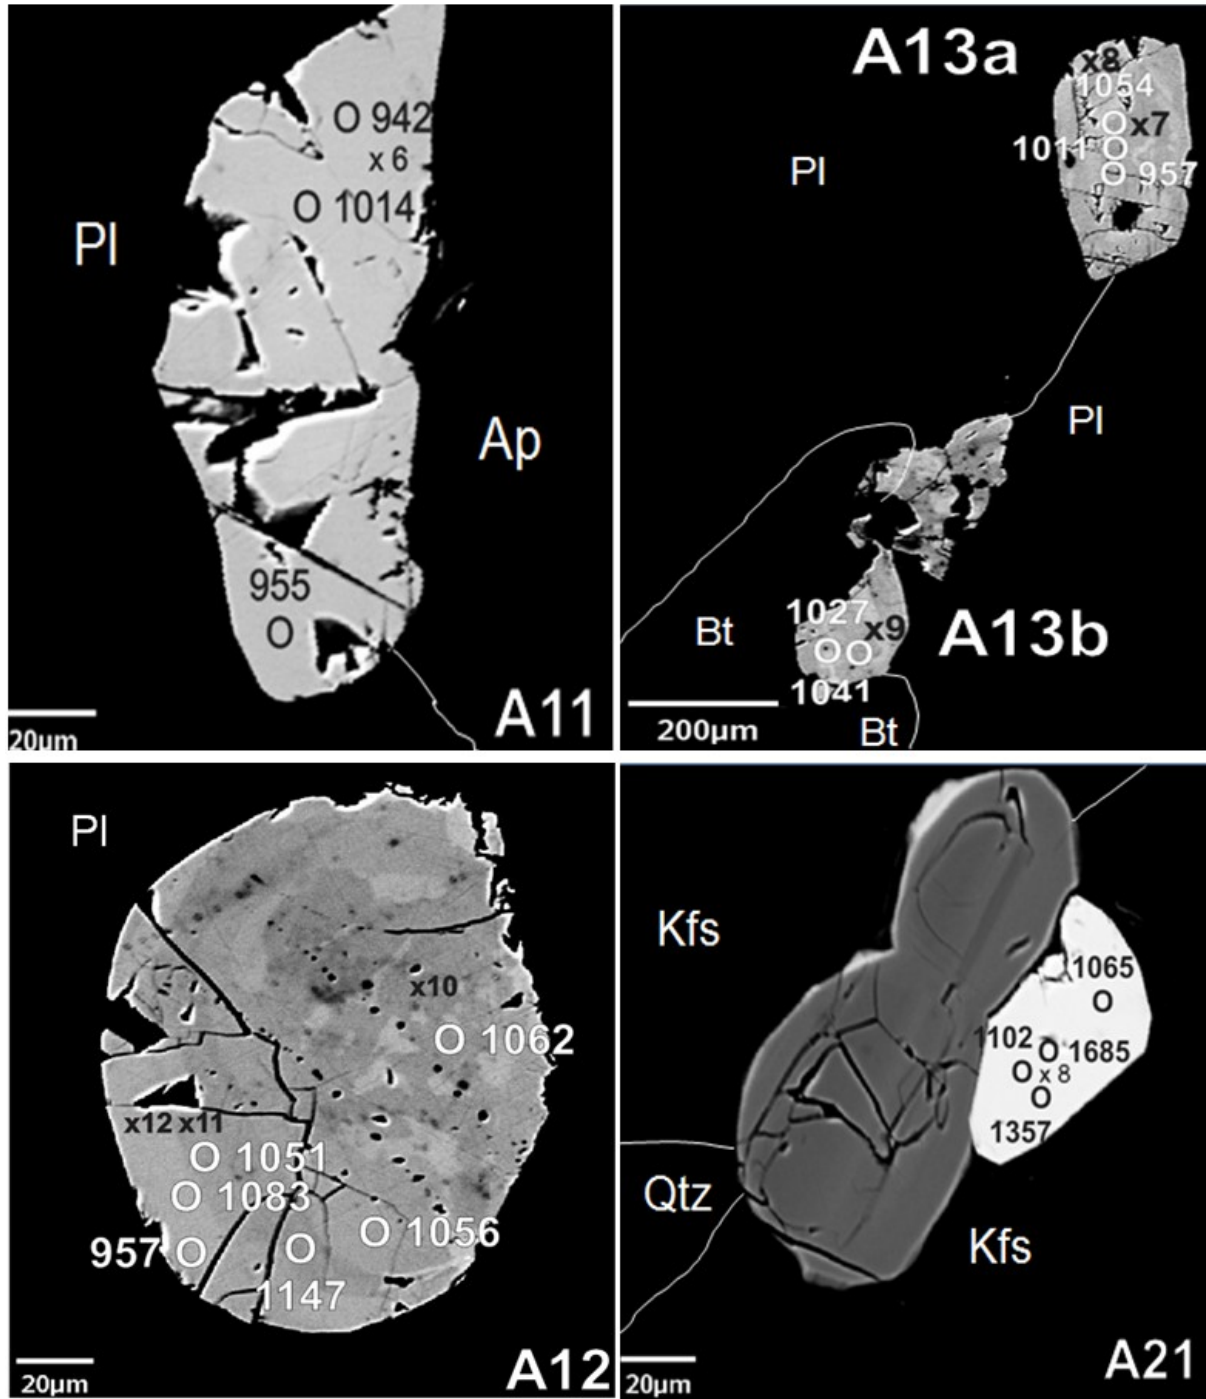 O 942
x 6
O 1014
Pl
Ap
955
O
20µm
A11
A13a
x8
1054
O x7
1011 O
O 957
Pl
Pl
1027
x9
Bt
O O
A13b
1041
200µm
Bt
Pl
x10
O 1062
x12 x11
O 1051
O 1083
O 1056
957 O
O
1147
20µm
A12
Kfs
1065
O
1102 O 1685
O x 8
O
1357
Qtz
Kfs
20µm
A21